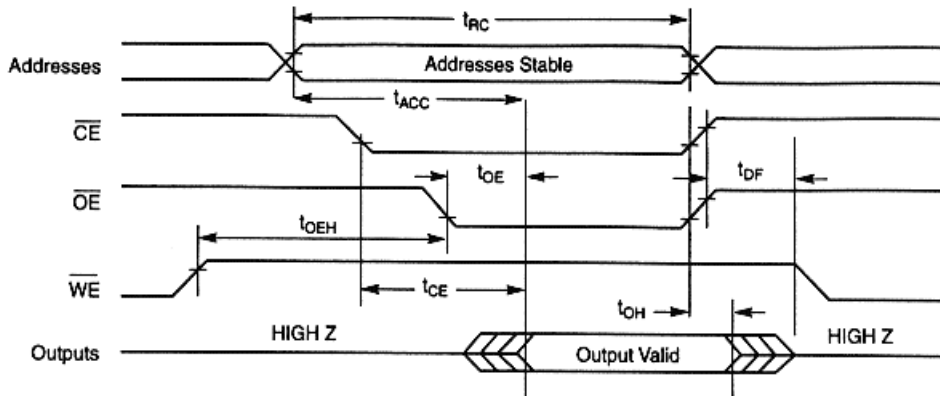 tRC
Addresses
Addresses Stable
tACC
CE
tOE
tDF
OE
tOEH
WE
tCE
tOH
HIGH Z
HIGH Z
Outputs
Output Valid